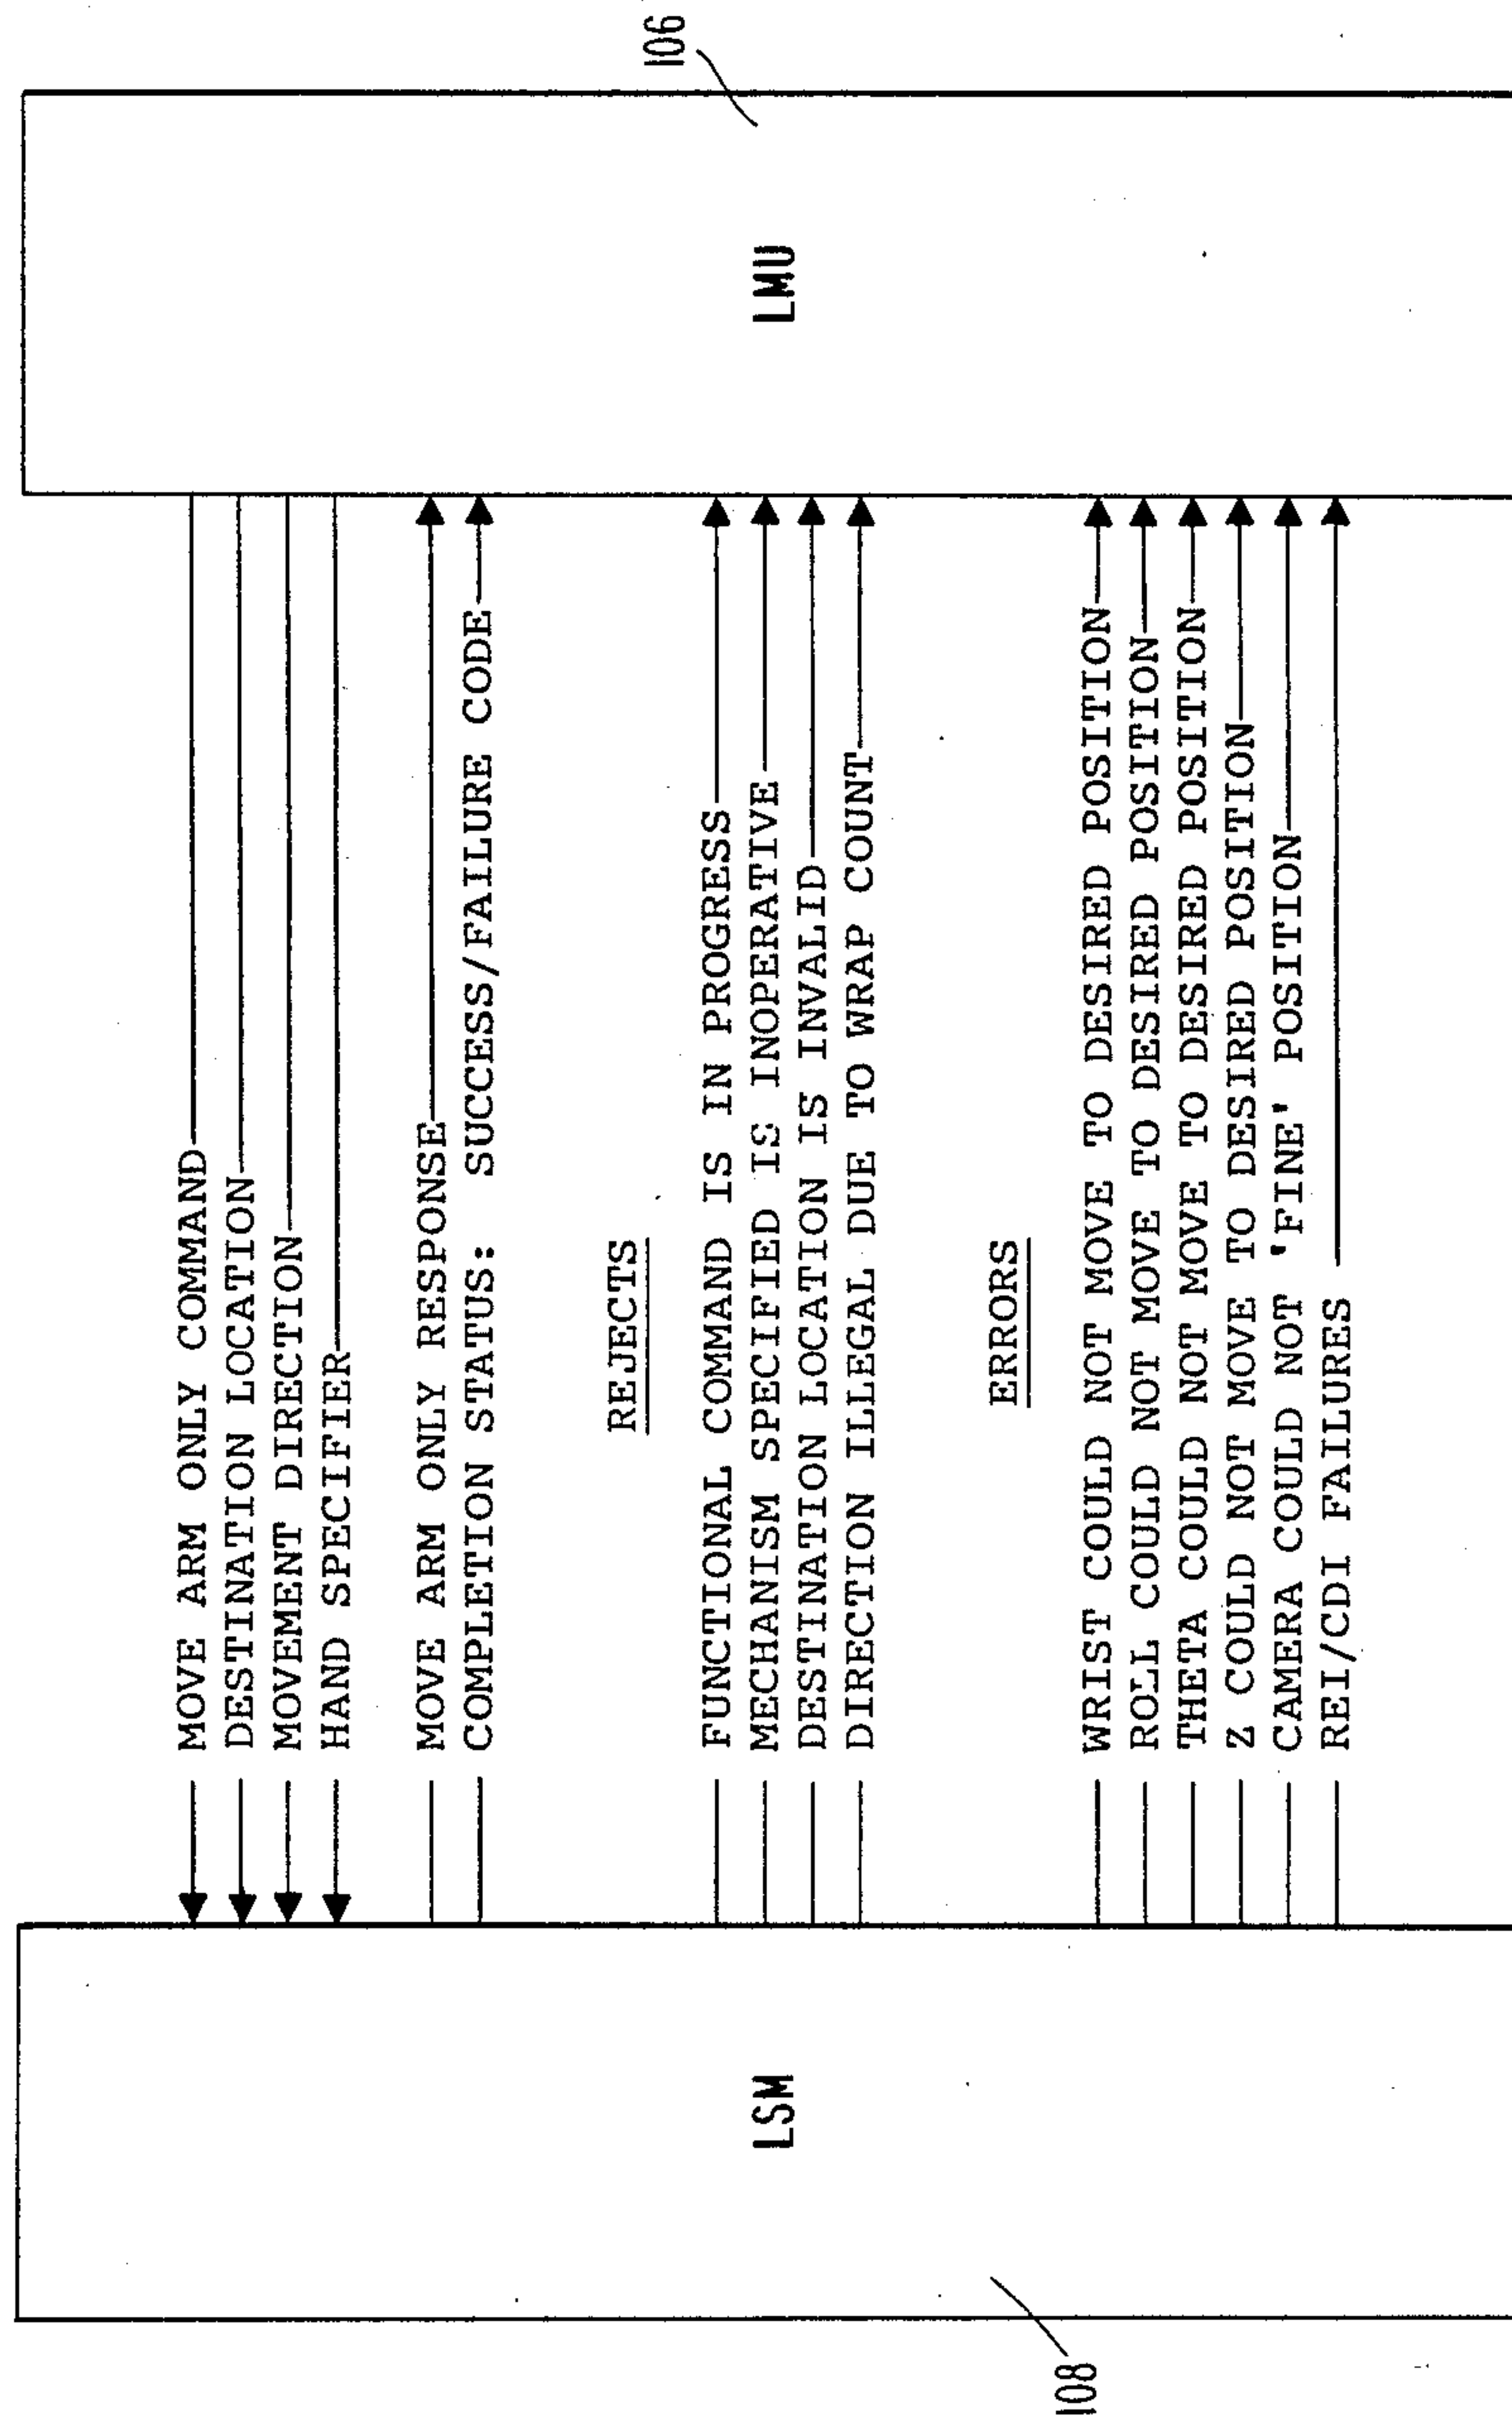 106
LMU
MOVE ARM ONLY COMMAND
DESTINATION LOCATION
MOVEMENT DIRECTION
HAND SPECIFIER
MOVE ARM ONLY RESPONSE
COMPLETION STATUS: SUCCESS/FAILURE CODE
REJECTS
FUNCTIONAL COMMAND IS IN PROGRESS
MECHANISM SPECIFIED IS INOPERATIVE
DESTINATION LOCATION IS INVALID
DIRECTION ILLEGAL DUE TO WRAP COUNT
ERRORS
WRIST COULD NOT MOVE TO DESIRED POSITION
ROLL COULD NOT MOVE TO DESIRED POSITION
THETA COULD NOT MOVE TO DESIRED POSITION
Z COULD NOT MOVE TO DESIRED POSITION
CAMERA COULD NOT 'FINE' POSITION
REI/CDI FAILURES
LSM
108